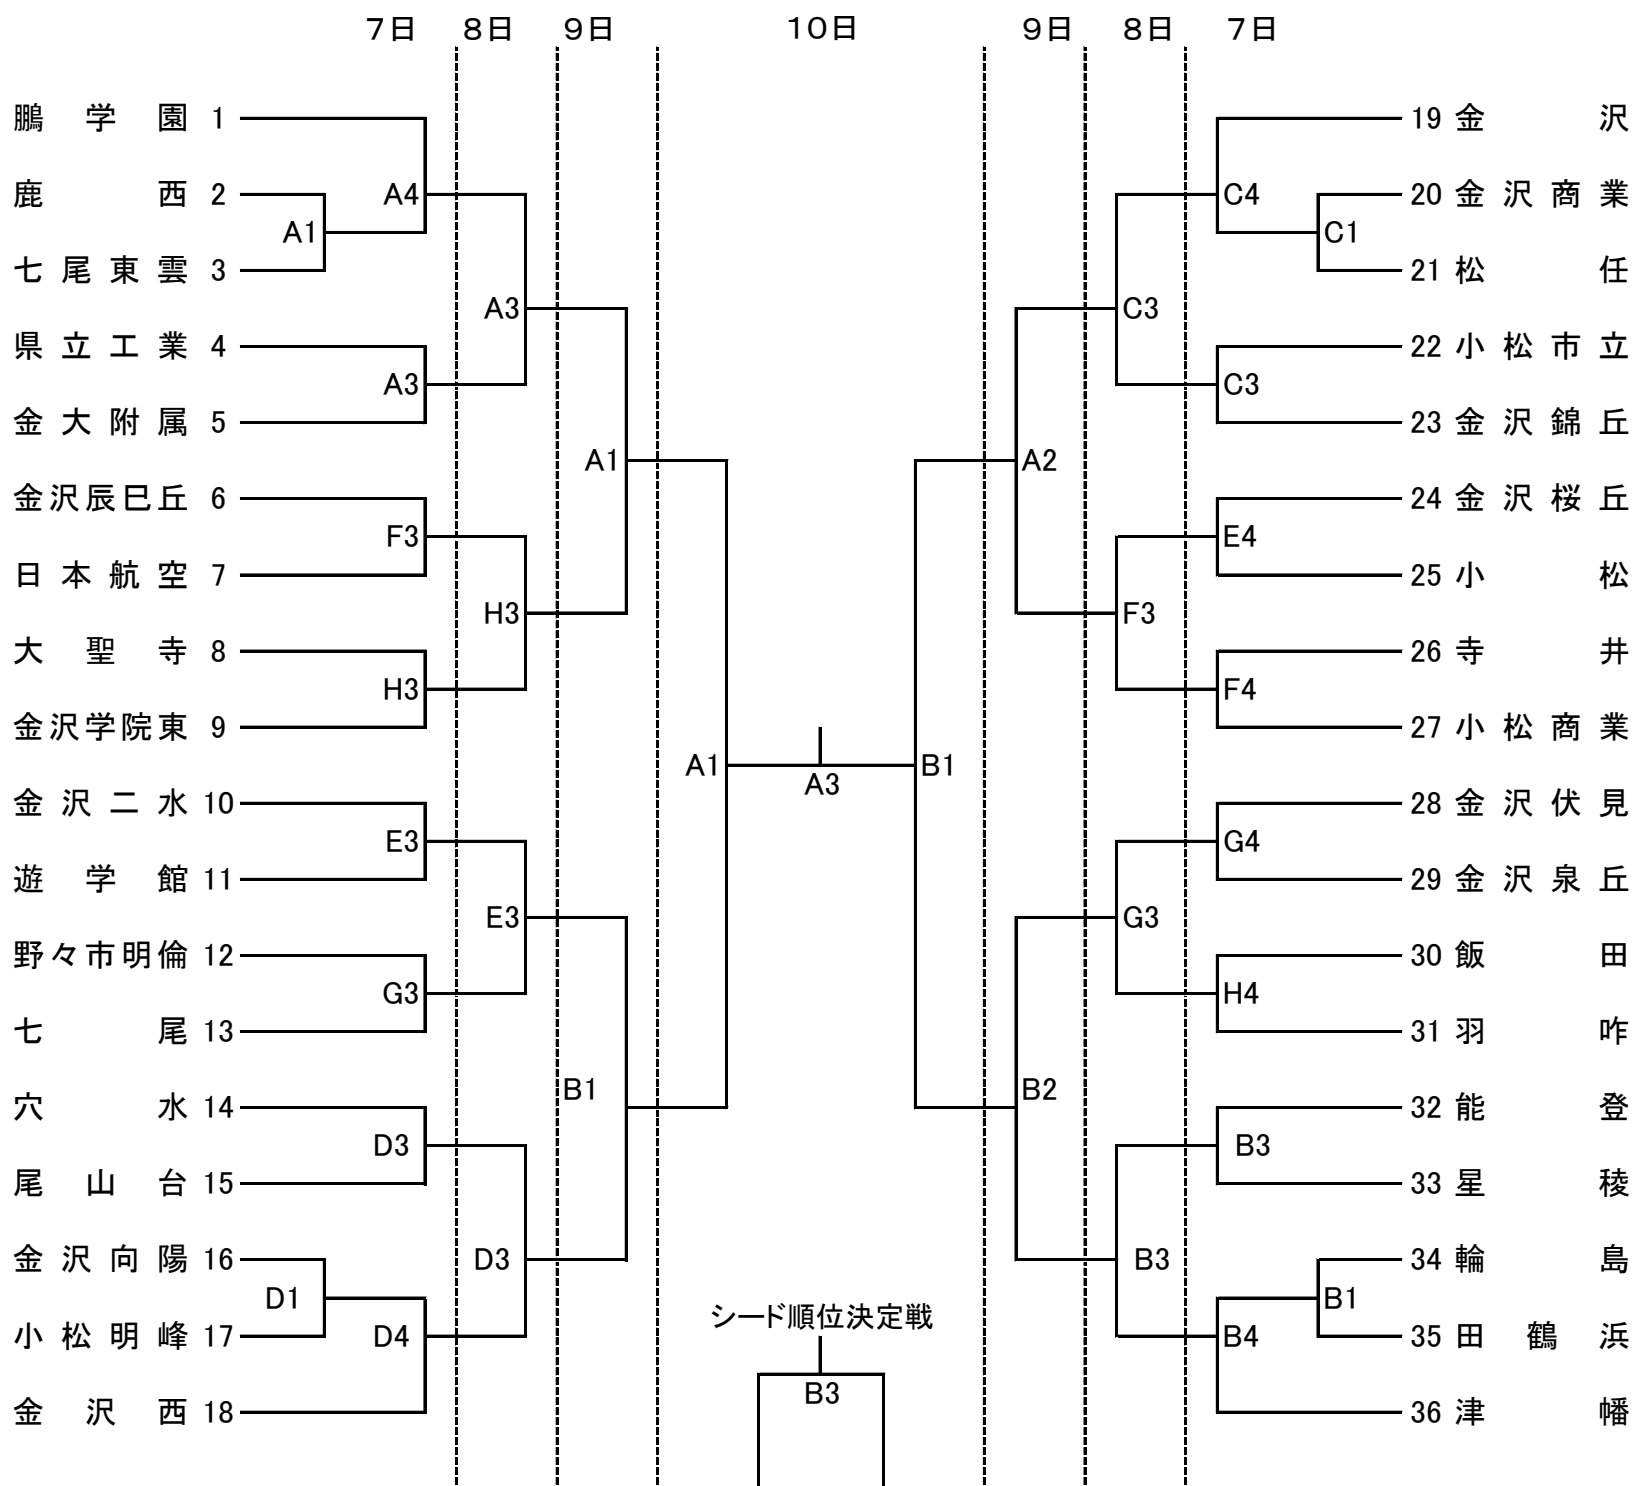 7日 8日 9日 10日 9日 8日 7日
鵬学園 1
19 金沢
鹿西 2
A4
C4
20 金沢商業
A1
C1
七尾東雲 3
21 松任
A3
C3
県立工業 4
22 小松市立
A3
C3
金大附属 5
23 金沢錦丘
A1
A2
金沢辰巳丘 6
24 金沢桜丘
F3
E4
日本航空 7
25 小松
H3
F3
大聖寺 8
26 寺井
H3
F4
金沢学院東 9
27 小松商業
A1
A3
B1
金沢二水 10
28 金沢伏見
E3
G4
遊学館 11
29 金沢泉丘
E3
G3
野々市明倫 12
30 飯田
G3
H4
七尾 13
31 羽咋
B1
B2
穴水 14
32 能登
D3
B3
尾山台 15
33 星稜
金沢向陽 16
D3
B3
34 輪島
D1
B1
シード順位決定戦
小松明峰 17
D4
B4
35 田鶴浜
B3
金沢西 18
36 津幡